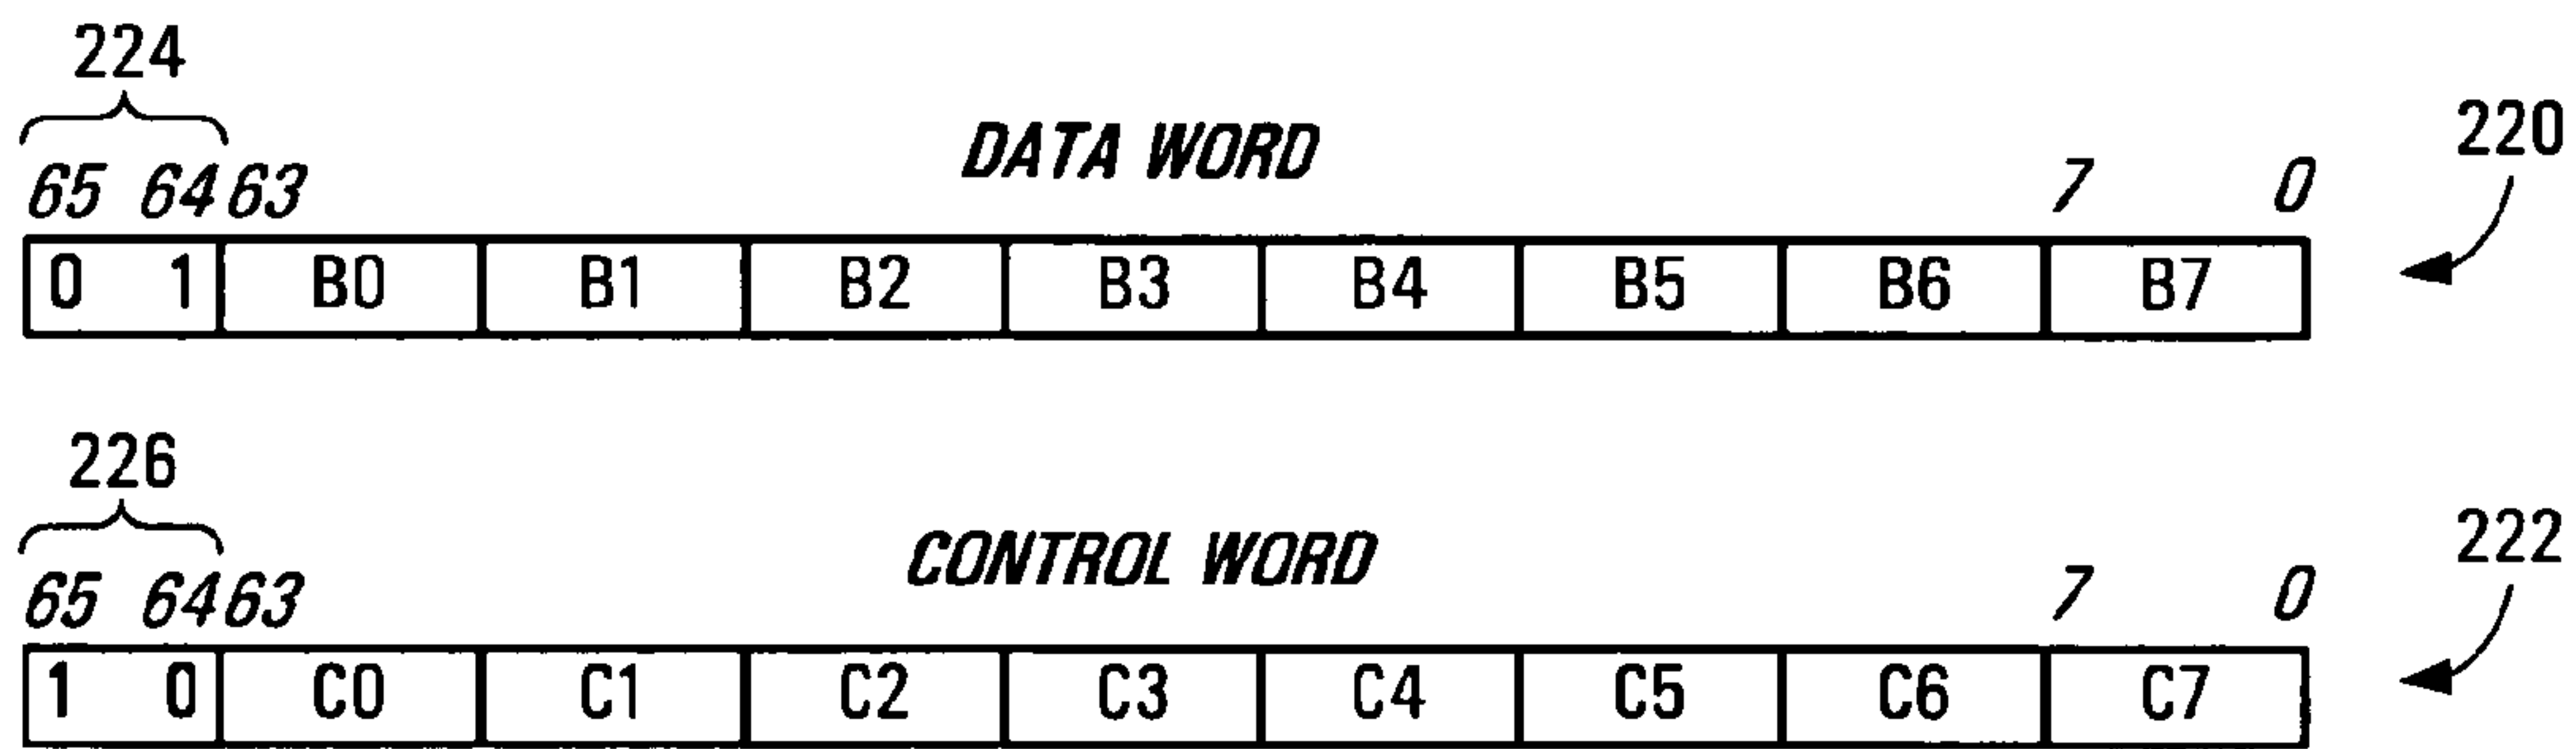 224
DATA WORD 220
65 64 63 7 0
0 1 B0 B1 B2 B3 B4 B5 B6 B7
226
CONTROL WORD 222
65 64 63 7 0
1 0 C0 C1 C2 C3 C4 C5 C6 C7